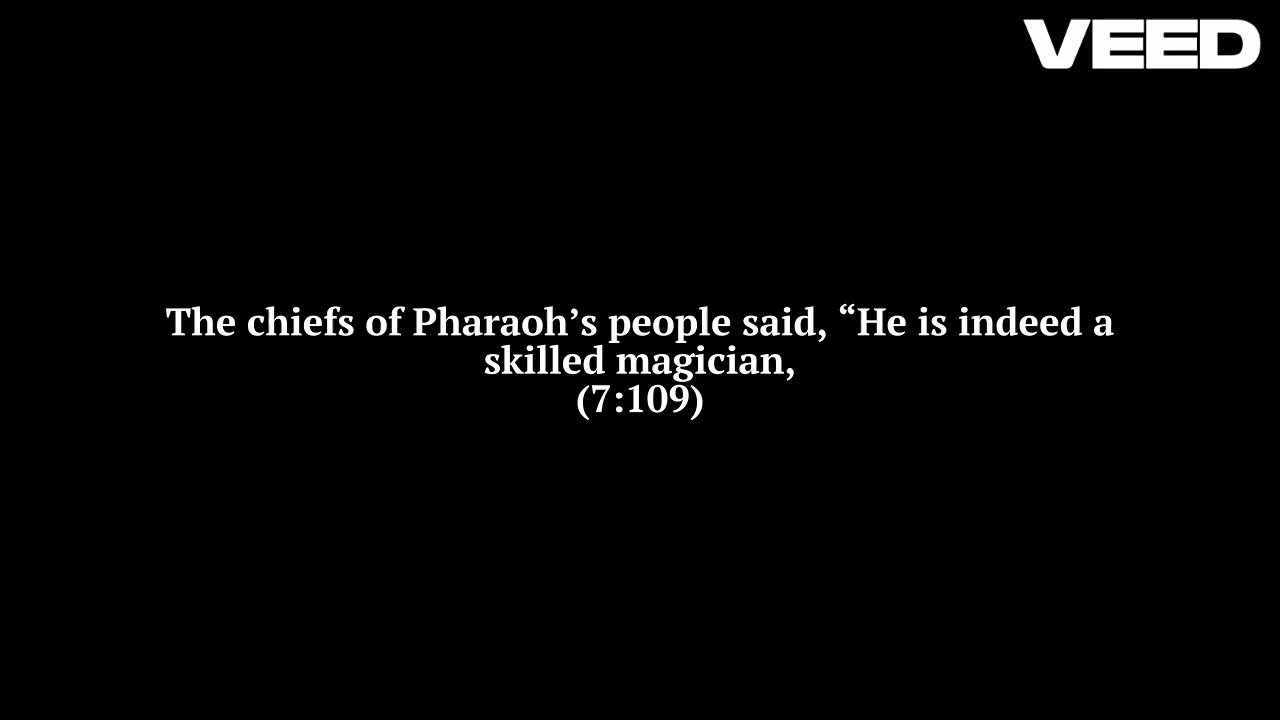 VEED
The chiefs of Pharaoh’s people said, “He is indeed a
skilled magician,
(7:109)